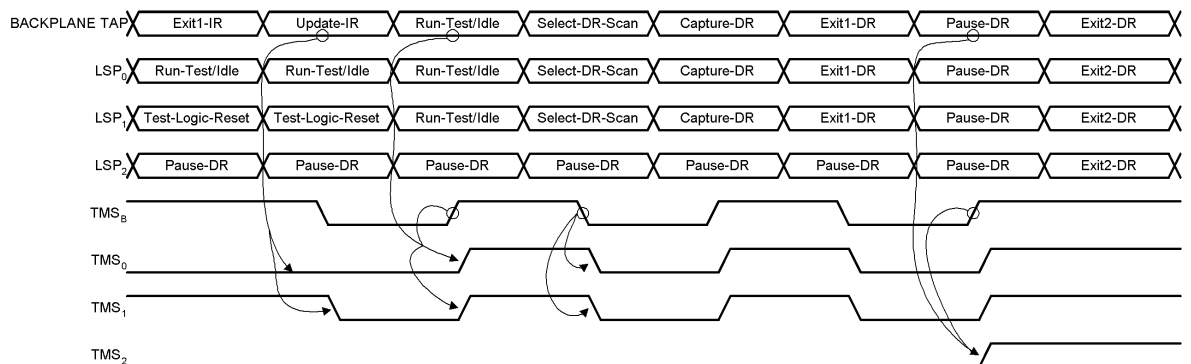 BACKPLANE TAP Exit1-IR Update-IR Run-Test/Idle Select-DR-Scan Capture-DR Exit1-DR Pause-DR Exit2-DR
LSP0 Run-Test/Idle Run-Test/Idle Run-Test/Idle Select-DR-Scan Capture-DR Exit1-DR Pause-DR Exit2-DR
LSP1 Test-Logic-Reset Test-Logic-Reset Run-Test/Idle Select-DR-Scan Capture-DR Exit1-DR Pause-DR Exit2-DR
LSP2 Pause-DR Pause-DR Pause-DR Pause-DR Pause-DR Pause-DR Pause-DR Exit2-DR
TMSB
TMS0
TMS1
TMS2